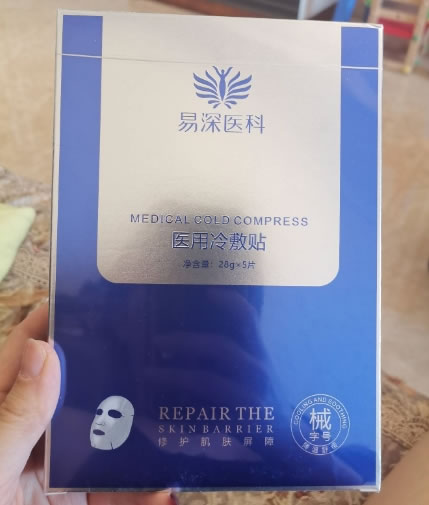 易深医科
MEDICAL COLD COMPRESS
医用冷敷贴
净含量：28g×5片
REPAIR THE
SKIN BARRIER
修护肌肤屏障
COOLING AND SOOTHING
械
字号